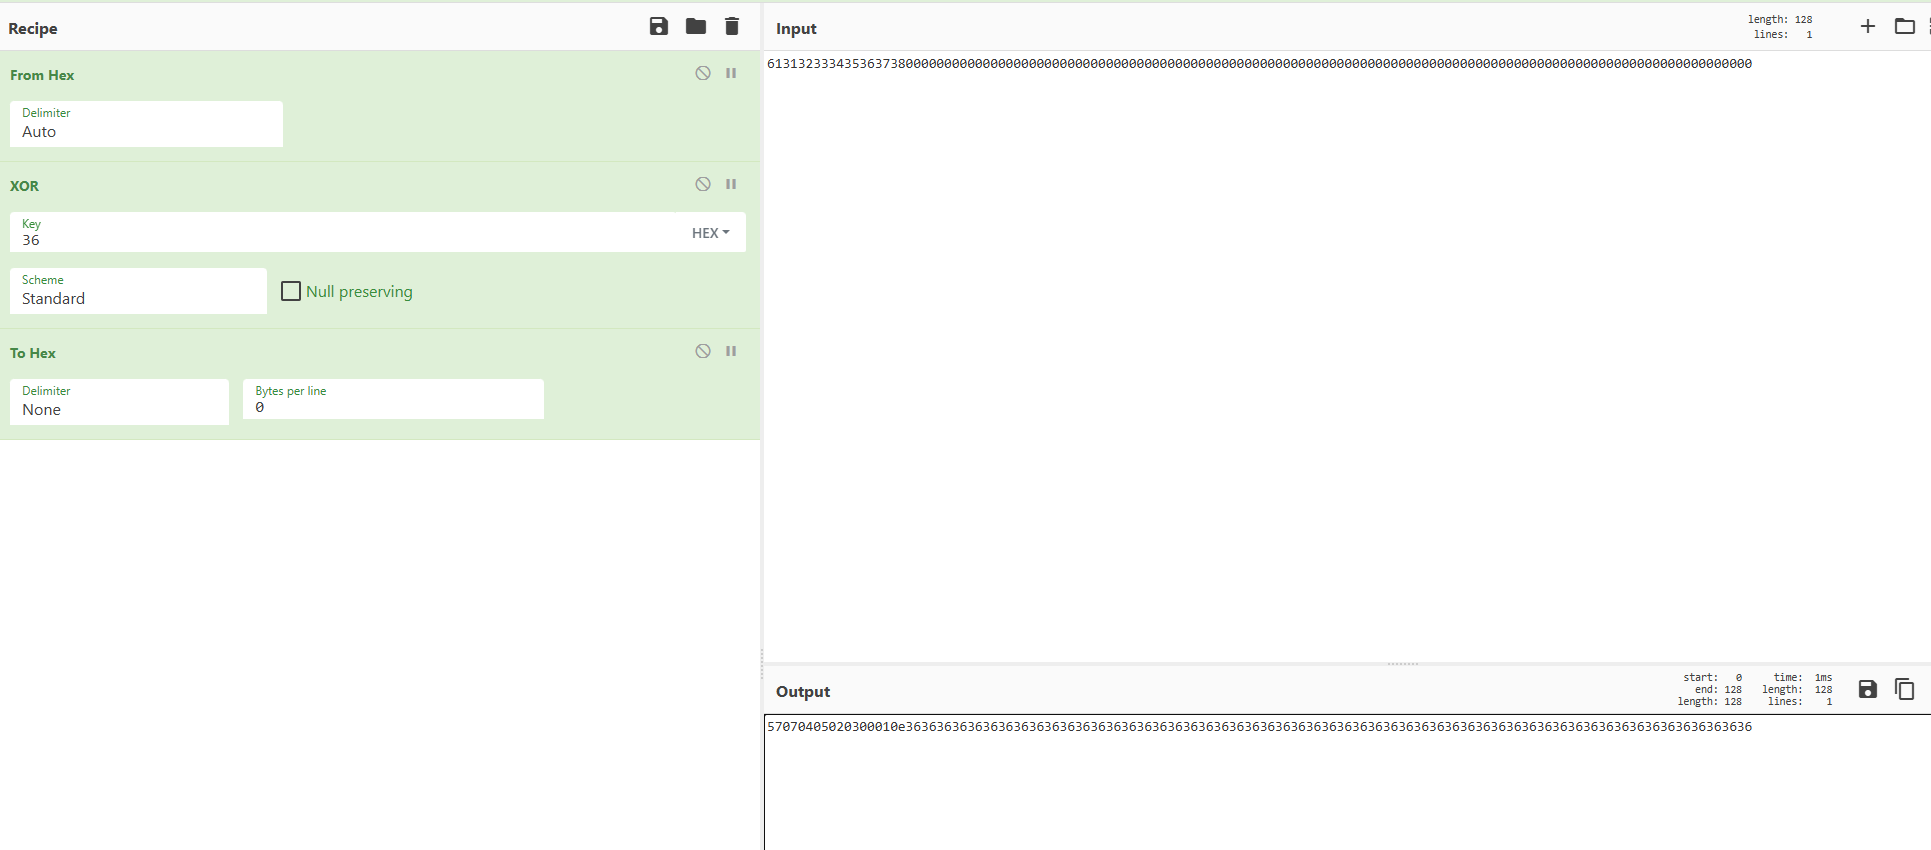 Recipe
From Hex
Delimiter
Auto
XOR
Key
36
HEX
Scheme
Standard
Null preserving
To Hex
Delimiter
None
Bytes per line
0
Input
length: 128
lines: 1
61313233343536373800000000000000000000000000000000000000000000000000000000000000000000000000000000000000000000000000000000000000
Output
start: 0
end: 128
length: 128
time: 1ms
length: 128
lines: 1
57070405020300010e36363636363636363636363636363636363636363636363636363636363636363636363636363636363636363636363636363636363636